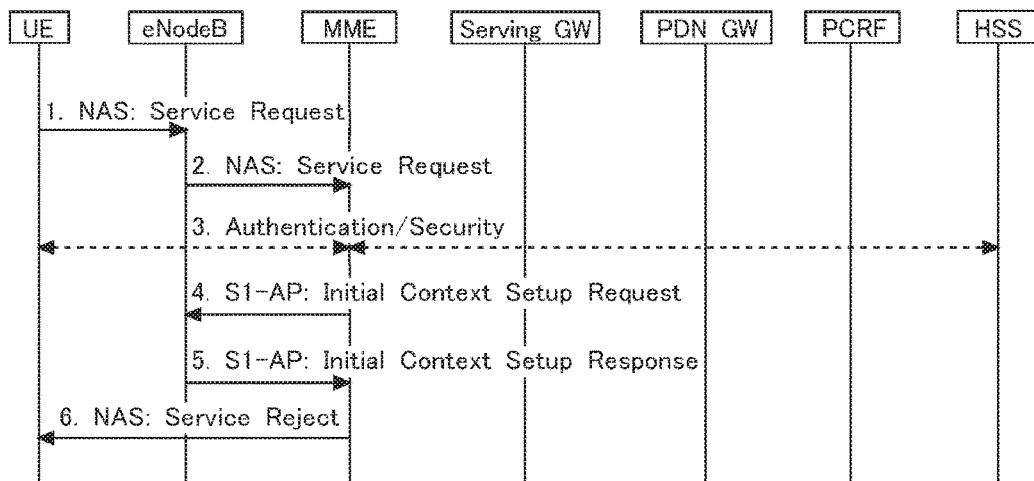 UE eNodeB MME Serving GW PDN GW PCRF HSS
1. NAS: Service Request
2. NAS: Service Request
3. Authentication/Security
4. S1-AP: Initial Context Setup Request
5. S1-AP: Initial Context Setup Response
6. NAS: Service Reject